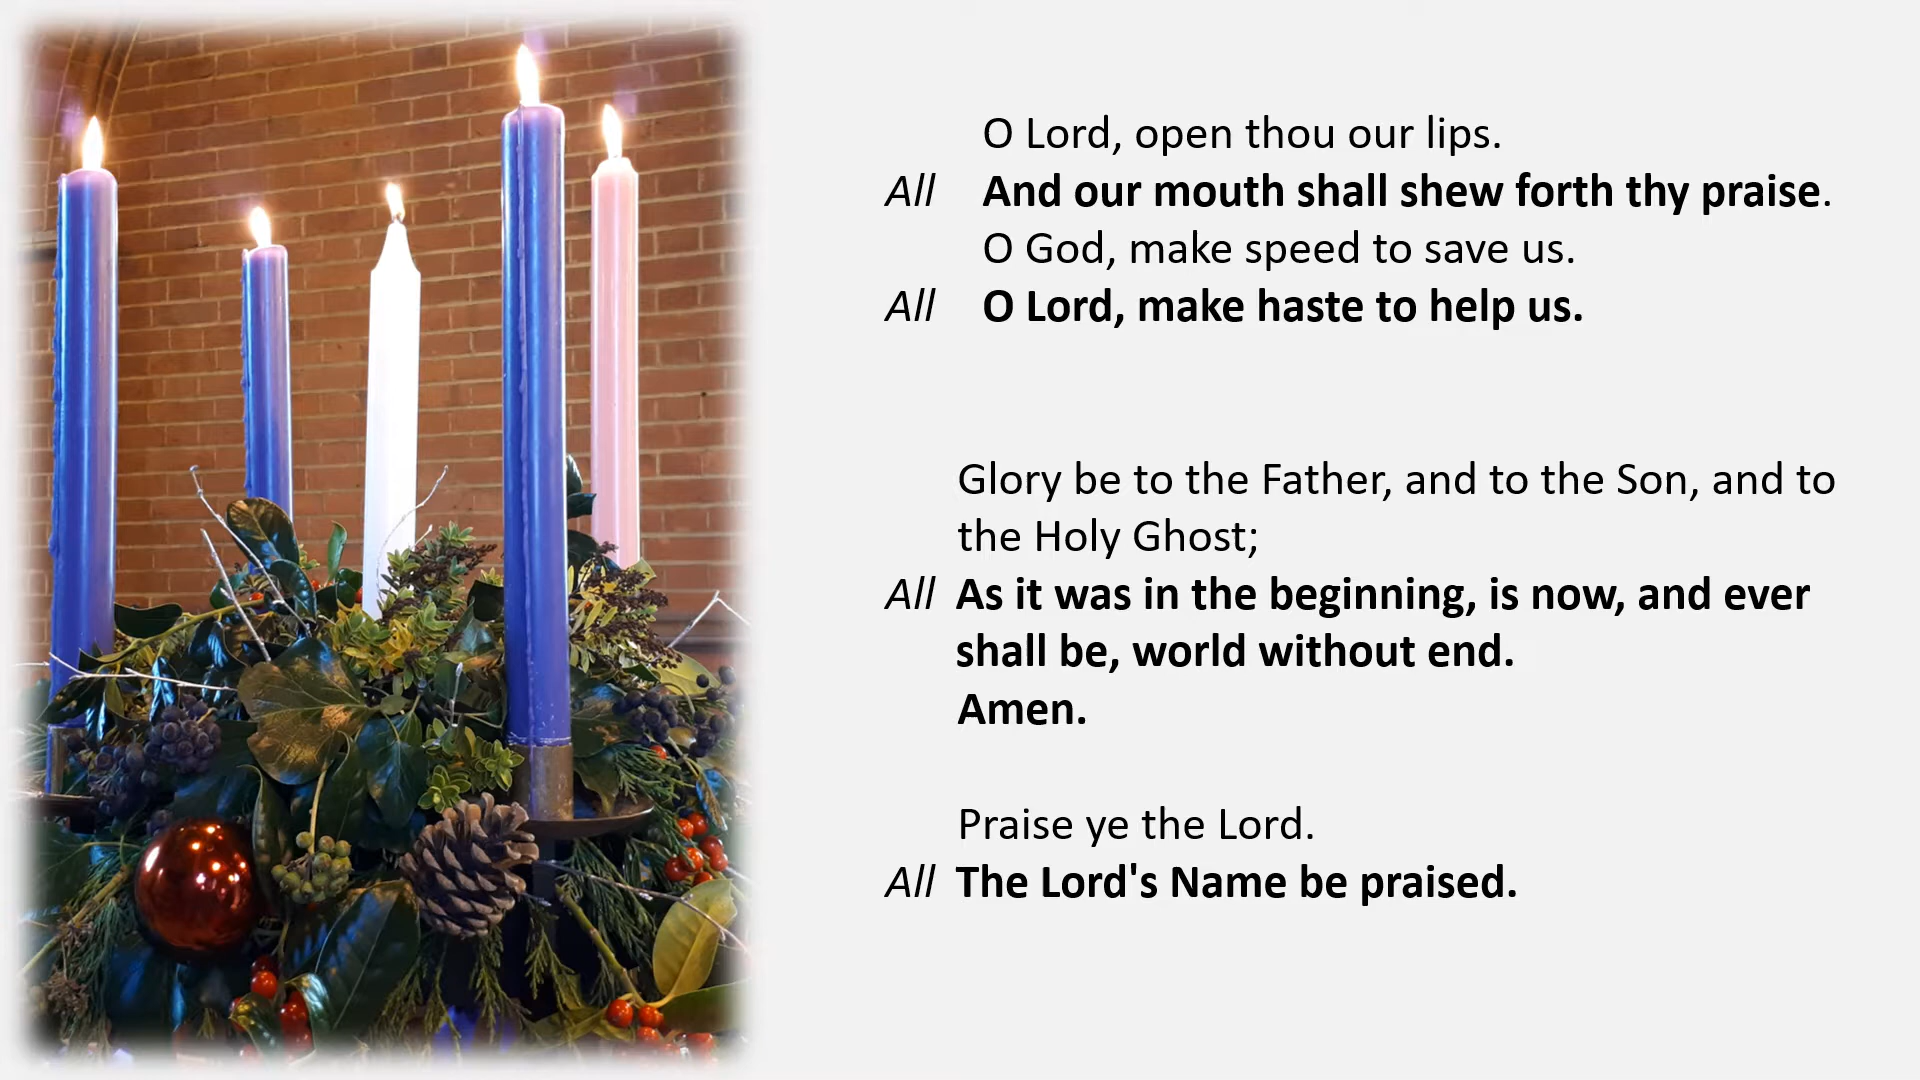 O Lord, open thou our lips.
All And our mouth shall shew forth thy praise.
O God, make speed to save us.
All O Lord, make haste to help us.
Glory be to the Father, and to the Son, and to
the Holy Ghost;
All As it was in the beginning, is now, and ever
shall be, world without end.
Amen.
Praise ye the Lord.
All The Lord's Name be praised.